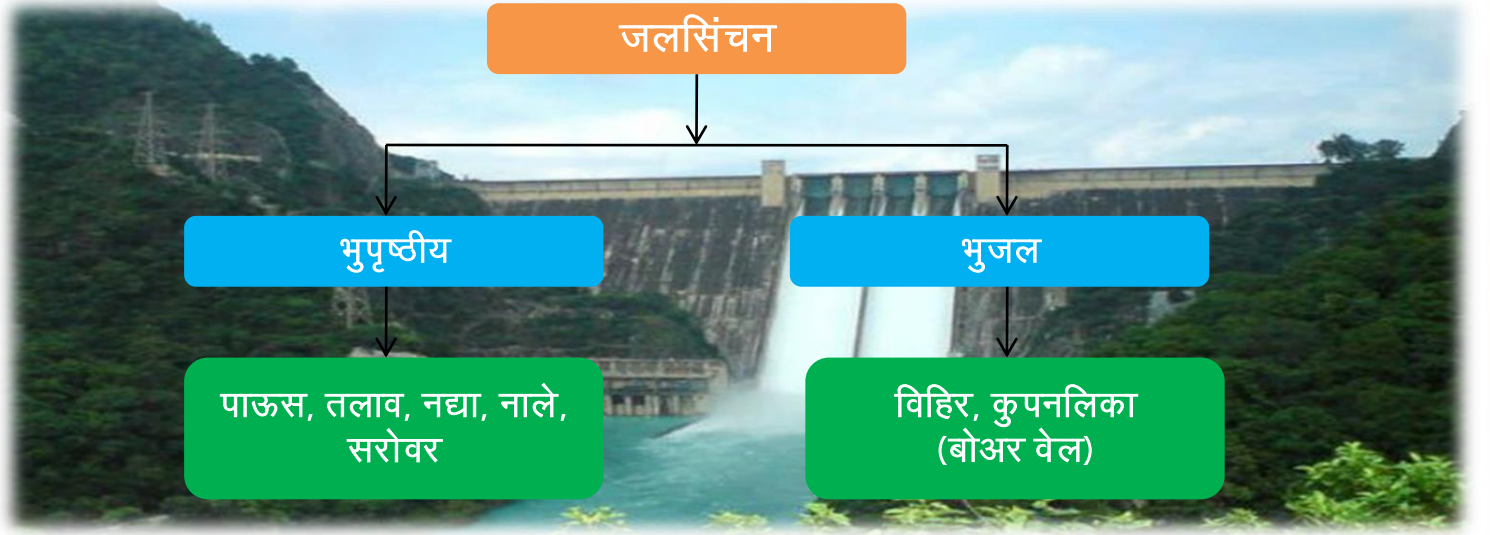 जलसिंचन
भुपृष्ठीय
भुजल
पाऊस, तलाव, नद्या, नाले,
सरोवर
विहिर, कुपनलिका
(बोअर वेल)